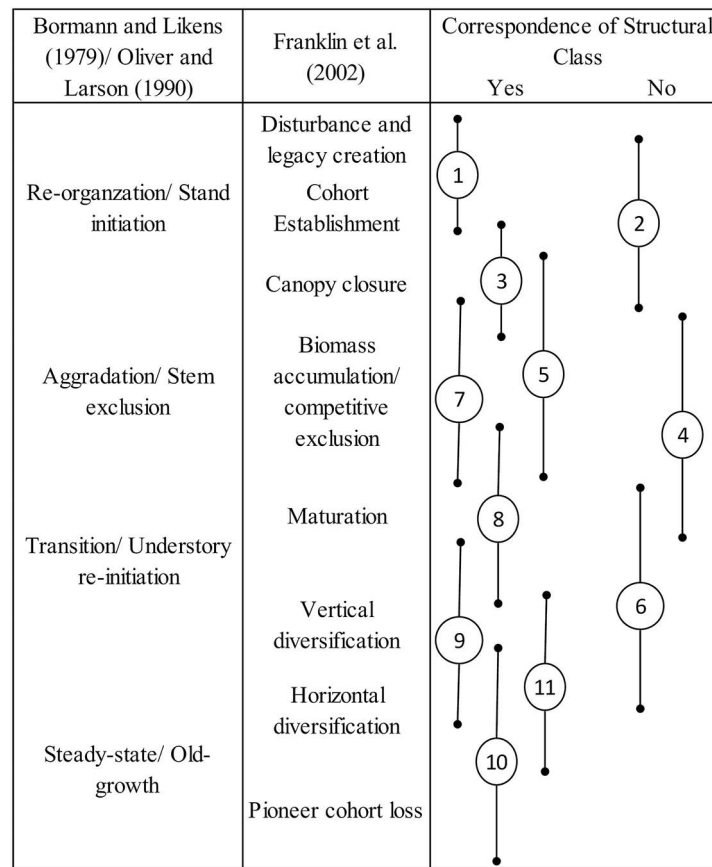 Bormann and Likens
(1979)/ Oliver and
Larson (1990)
Franklin et al.
(2002)
Correspondence of Structural
Class
Yes No
Re-organzation/ Stand
initiation
Aggradation/ Stem
exclusion
Transition/ Understory
re-initiation
Steady-state/ Old-
growth
Disturbance and
legacy creation
Cohort
Establishment
Canopy closure
Biomass
accumulation/
competitive
exclusion
Maturation
Vertical
diversification
Horizontal
diversification
Pioneer cohort loss
1
2
3
5
7
4
8
6
9
11
10